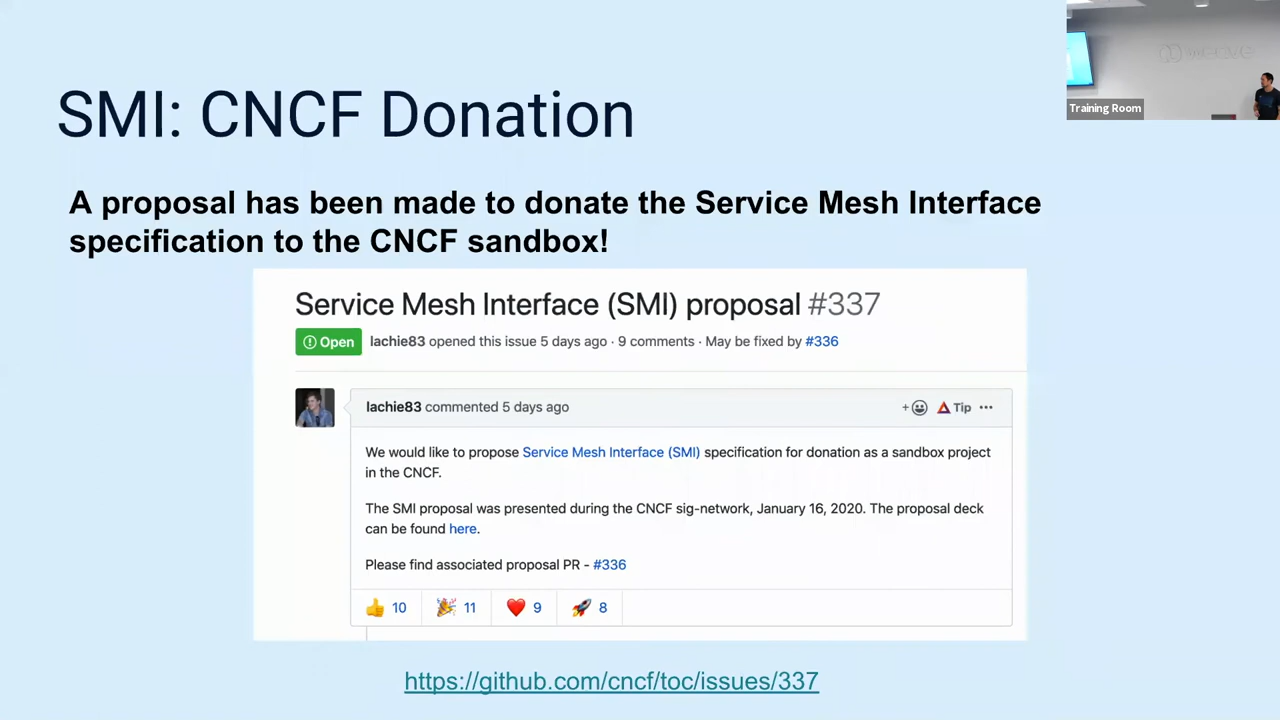 SMI: CNCF Donation
Training Room
A proposal has been made to donate the Service Mesh Interface
specification to the CNCF sandbox!
Service Mesh Interface (SMI) proposal #337
Open lachie83 opened this issue 5 days ago · 9 comments · May be fixed by #336
lachie83 commented 5 days ago
Tip
We would like to propose Service Mesh Interface (SMI) specification for donation as a sandbox project
in the CNCF.
The SMI proposal was presented during the CNCF sig-network, January 16, 2020. The proposal deck
can be found here.
Please find associated proposal PR - #336
10 11 9 8
https://github.com/cncf/toc/issues/337